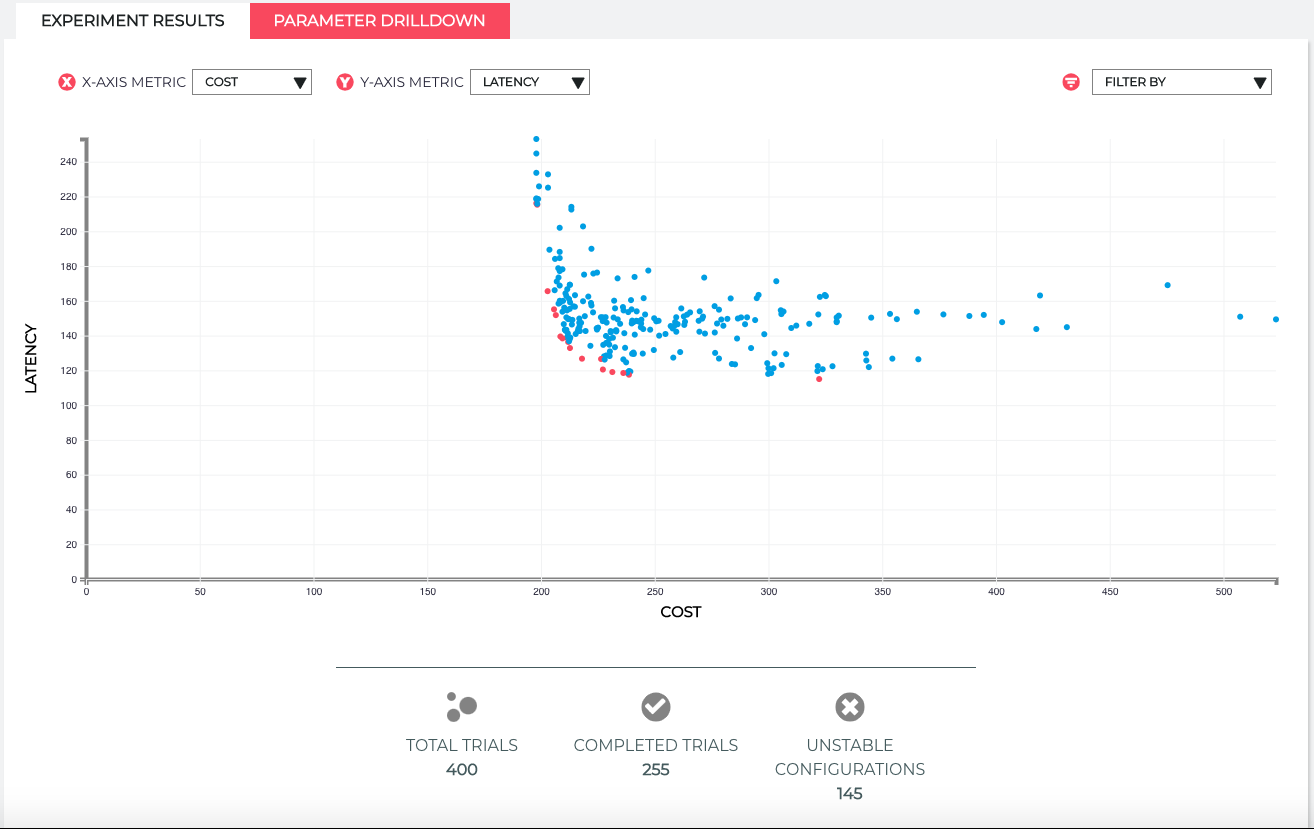 EXPERIMENT RESULTS
PARAMETER DRILLDOWN
X X-AXIS METRIC COST
Y Y-AXIS METRIC LATENCY
FILTER BY
240
220
200
180
160
140
120
100
80
60
40
20
0
LATENCY
0 50 100 150 200 250 300 350 400 450 500
COST
TOTAL TRIALS
400
COMPLETED TRIALS
255
UNSTABLE
CONFIGURATIONS
145